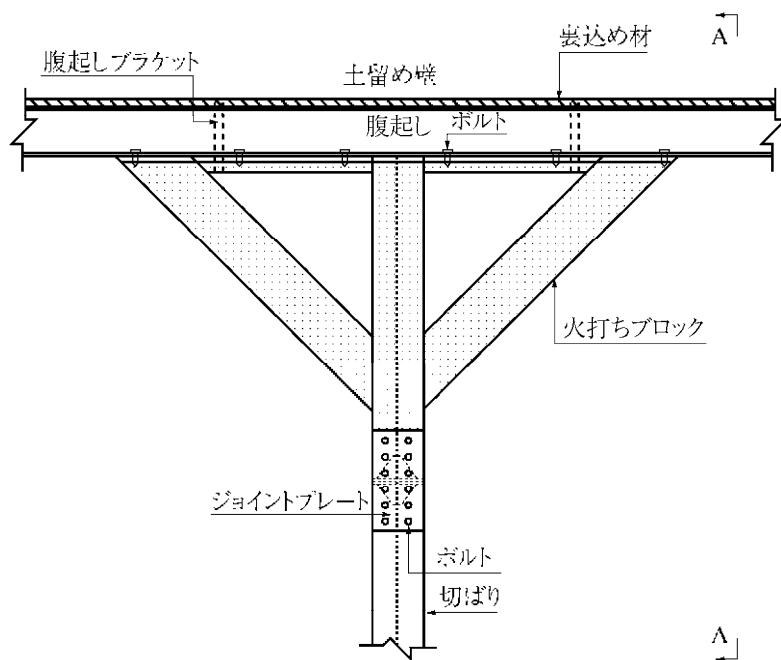 A
裏込め材
腹起しブラケット
土留め壁
腹起し
ボルト
火打ちブロック
ジョイントプレート
ボルト
切ばり
A